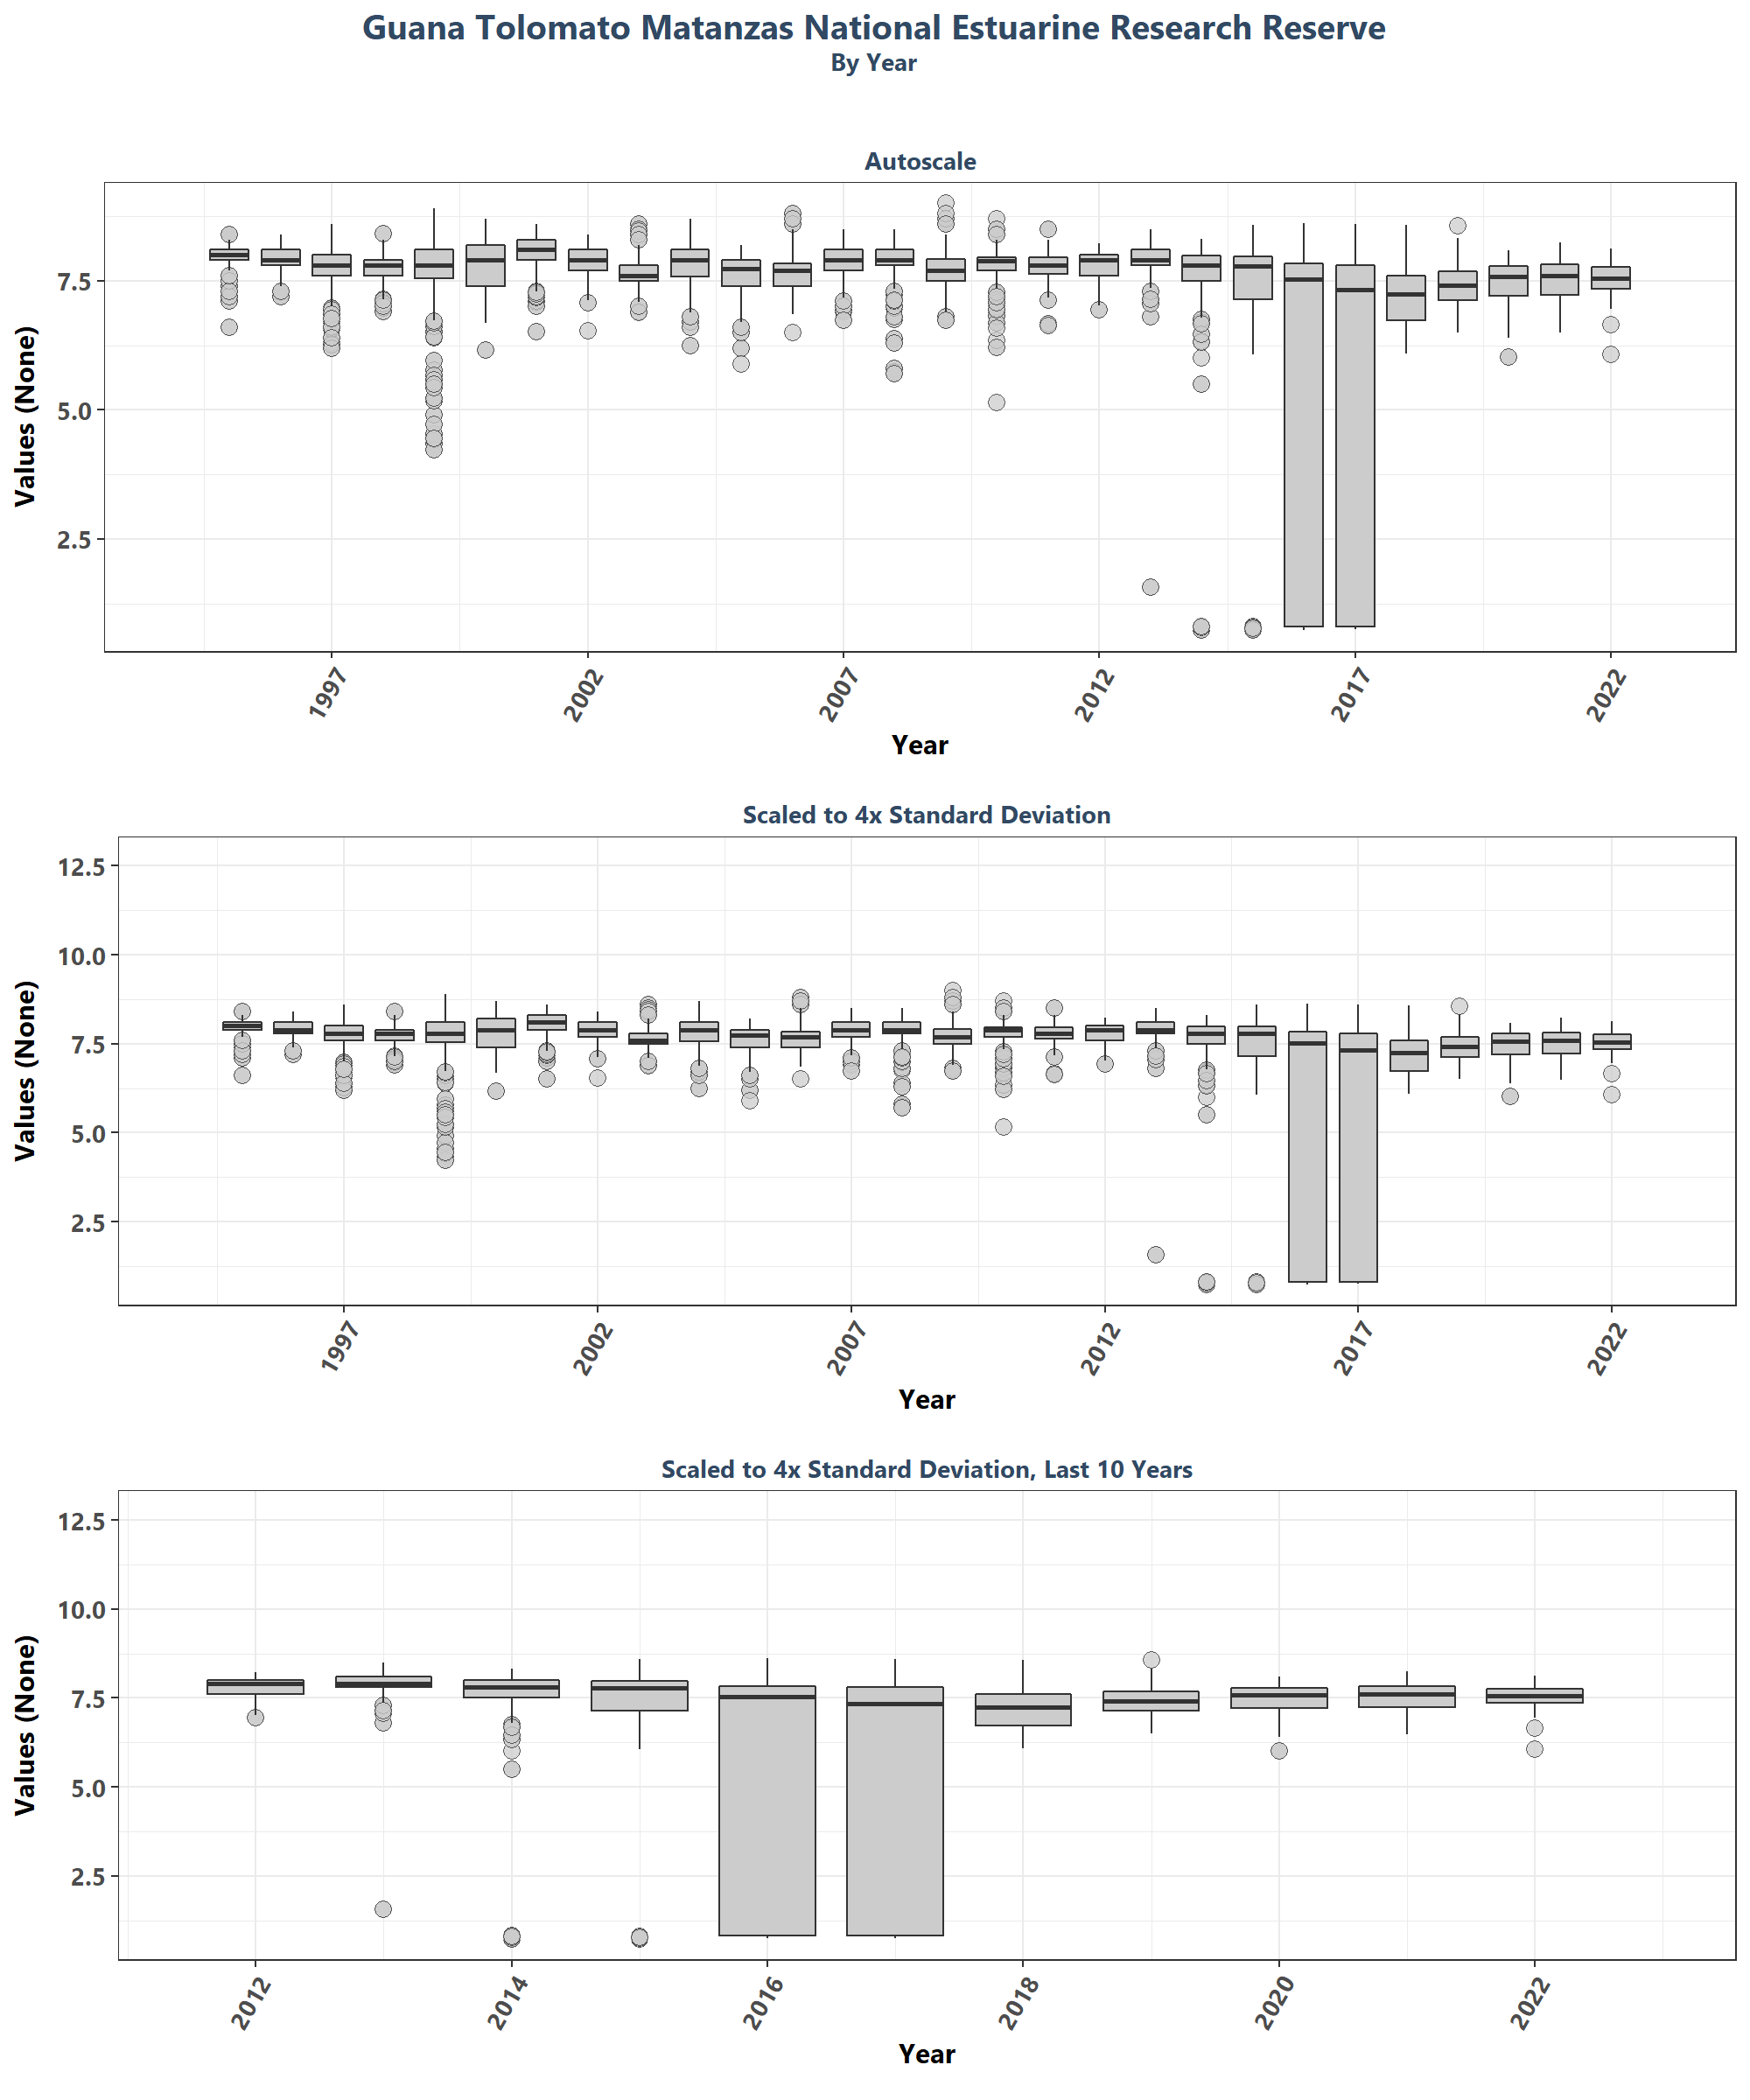 Guana Tolomato Matanzas National Estuarine Research Reserve
By Year
Autoscale
Values (None)
7.5
5.0
2.5
1997
2002
2007
2012
2017
2022
Year
Scaled to 4x Standard Deviation
Values (None)
12.5
10.0
7.5
5.0
2.5
1997
2002
2007
2012
2017
2022
Year
Scaled to 4x Standard Deviation, Last 10 Years
Values (None)
12.5
10.0
7.5
5.0
2.5
2012
2014
2016
2018
2020
2022
Year